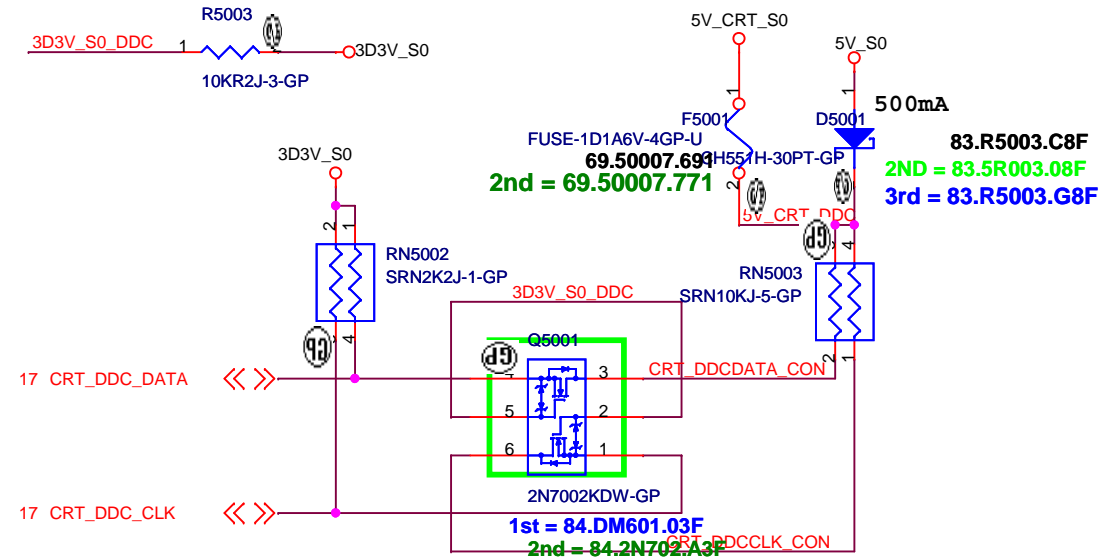 R5003
3D3V_S0_DDC 1 3D3V_S0
10KR2J-3-GP
5V_CRT_S0
5V_S0
1
1
500mA
F5001
D5001
FUSE-1D1A6V-4GP-U
83.R5003.C8F
69.50007.691
CH551H-30PT-GP
2ND = 83.5R003.08F
2nd = 69.50007.771
2
3rd = 83.R5003.G8F
3D3V_S0
5V_CRT_DDC
2 1
GP
4
RN5002
SRN2K2J-1-GP
RN5003
SRN10KJ-5-GP
3D3V_S0_DDC
GP
4
Q5001
GP
2 1
17 CRT_DDC_DATA
3
CRT_DDCDATA_CON
5 2
6 1
2N7002KDW-GP
17 CRT_DDC_CLK
1st = 84.DM601.03F
CRT_DDCCLK_CON
2nd = 84.2N702.A3F